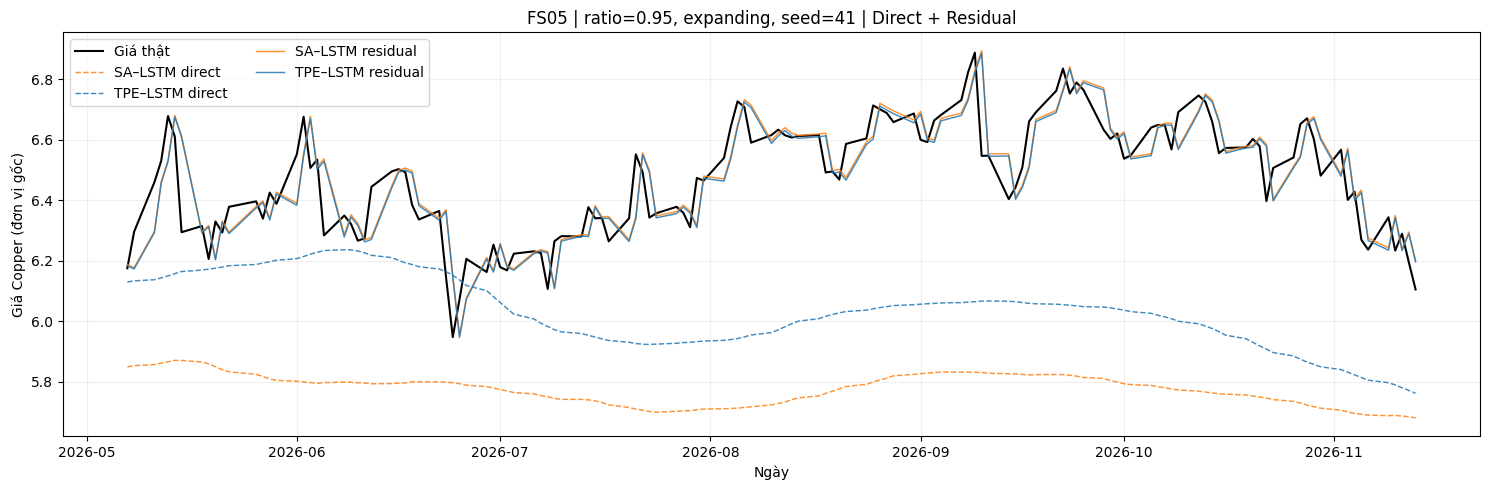 FS05 | ratio=0.95, expanding, seed=41 | Direct + Residual
Giá thật
SA–LSTM direct
TPE–LSTM direct
SA–LSTM residual
TPE–LSTM residual
Giá Copper (đơn vị gốc)
6.8
6.6
6.4
6.2
6.0
5.8
2026-05
2026-06
2026-07
2026-08
2026-09
2026-10
2026-11
Ngày